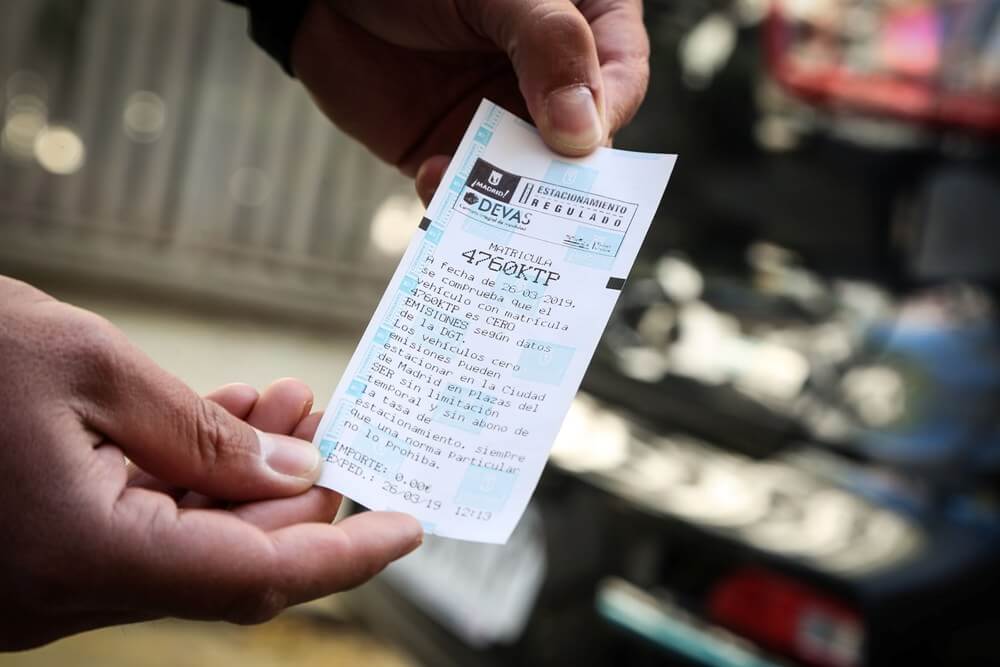 ¡MADRID!
ESTACIONAMIENTO
REGULADO
DEVAS
MATRICULA
4760KTP
A fecha de 26-03-2019,
se comprueba que el
vehículo con matrícula
4760KTP es CERO
EMISIONES según datos
de la DGT.
Los vehículos cero
emisiones pueden
estacionar en la Ciudad
de Madrid en plazas del
SER sin limitación
temporal y sin abono de
la tasa de
estacionamiento, siempre
que una norma particular
no lo prohiba.
IMPORTE: 0.00€
EXPED.: 26/03/19 12:13